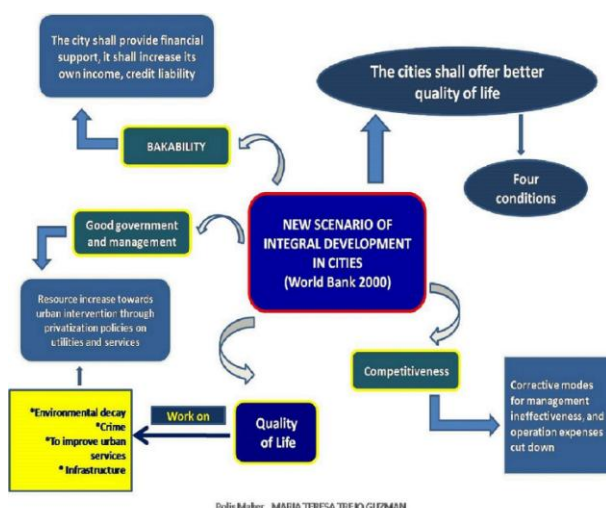 The city shall provide financial
support, it shall increase its
own income, credit liability
The cities shall offer better
quality of life
BAKABILITY
Four
conditions
Good government
and management
NEW SCENARIO OF
INTEGRAL DEVELOPMENT
IN CITIES
(World Bank 2000)
Resource increase towards
urban intervention through
privatization policies on
utilities and services
Competitiveness
Corrective modes
for management
ineffectiveness, and
operation expenses
cut down
*Environmental decay
*Crime
*To improve urban
services
* Infrastructure
Work on
Quality
of Life
Polis Maker MARIA TERESA TREJO GUZMAN